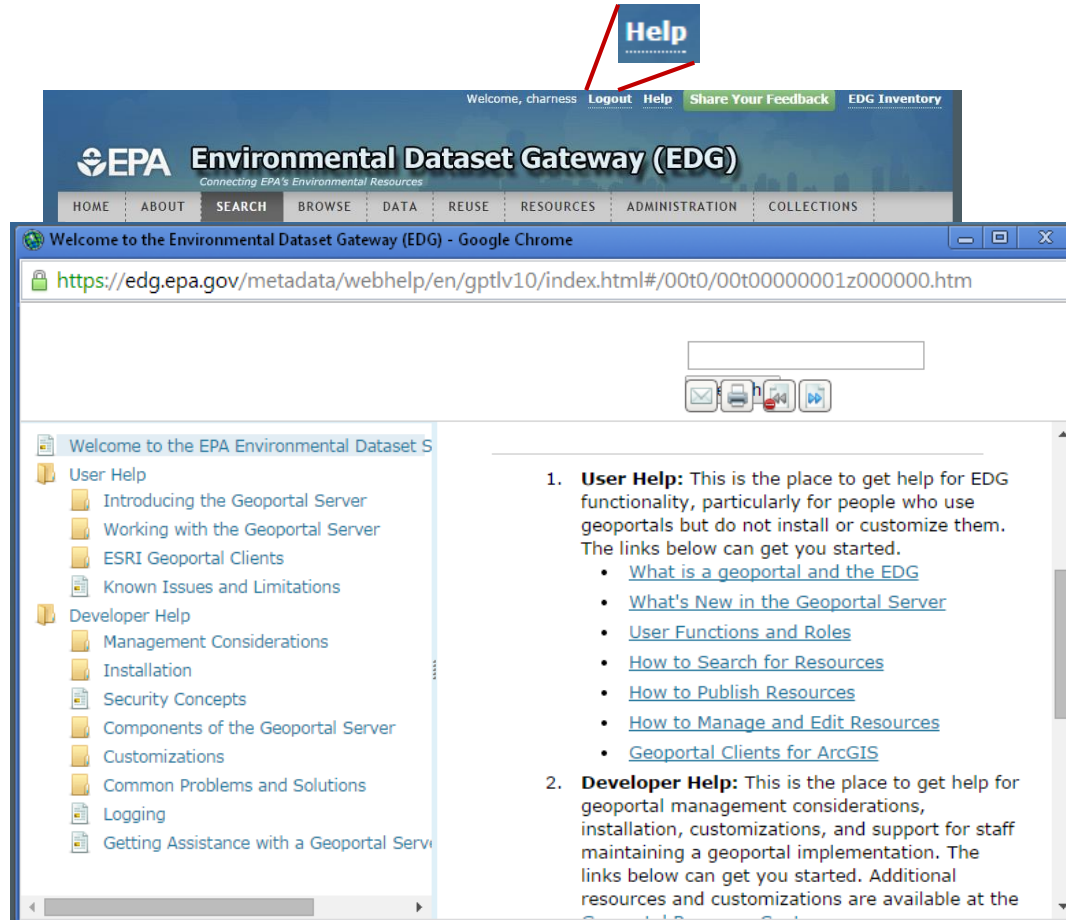 Help
Welcome, charness Logout Help Share Your Feedback EDG Inventory
EPA Environmental Dataset Gateway (EDG)
Connecting EPA's Environmental Resources
HOME ABOUT SEARCH BROWSE DATA REUSE RESOURCES ADMINISTRATION COLLECTIONS
Welcome to the Environmental Dataset Gateway (EDG) - Google Chrome
https://edg.epa.gov/metadata/webhelp/en/gptlv10/index.html#/00t0/00t00000001z000000.htm
Welcome to the EPA Environmental Dataset S
User Help
Introducing the Geoportal Server
Working with the Geoportal Server
ESRI Geoportal Clients
Known Issues and Limitations
Developer Help
Management Considerations
Installation
Security Concepts
Components of the Geoportal Server
Customizations
Common Problems and Solutions
Logging
Getting Assistance with a Geoportal Serve
1. User Help: This is the place to get help for EDG
functionality, particularly for people who use
geoportals but do not install or customize them.
The links below can get you started.
• What is a geoportal and the EDG
• What's New in the Geoportal Server
• User Functions and Roles
• How to Search for Resources
• How to Publish Resources
• How to Manage and Edit Resources
• Geoportal Clients for ArcGIS
2. Developer Help: This is the place to get help for
geoportal management considerations,
installation, customizations, and support for staff
maintaining a geoportal implementation. The
links below can get you started. Additional
resources and customizations are available at the